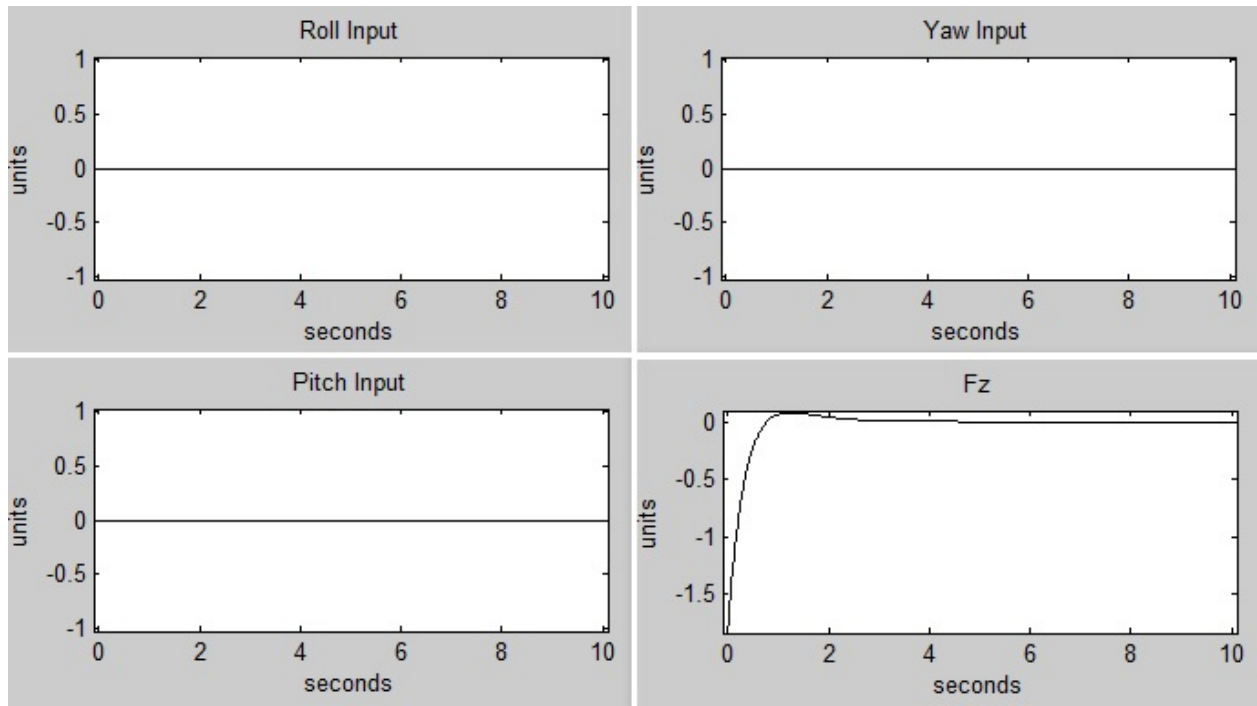 Roll Input
1
0.5
0
-0.5
-1
units
0 2 4 6 8 10
seconds
Yaw Input
1
0.5
0
-0.5
-1
units
0 2 4 6 8 10
seconds
Pitch Input
1
0.5
0
-0.5
-1
units
0 2 4 6 8 10
seconds
Fz
0
-0.5
-1
-1.5
units
0 2 4 6 8 10
seconds